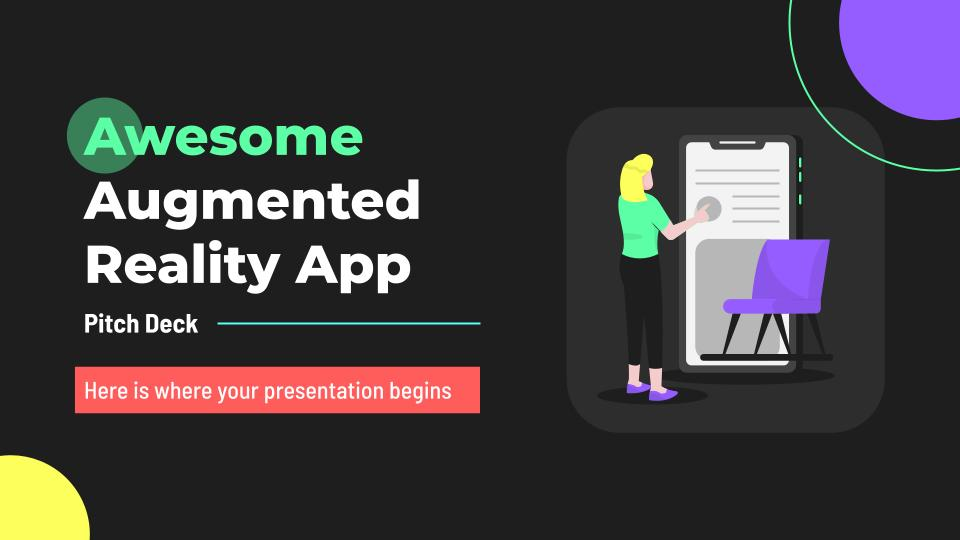 Awesome
Augmented
Reality App
Pitch Deck
Here is where your presentation begins